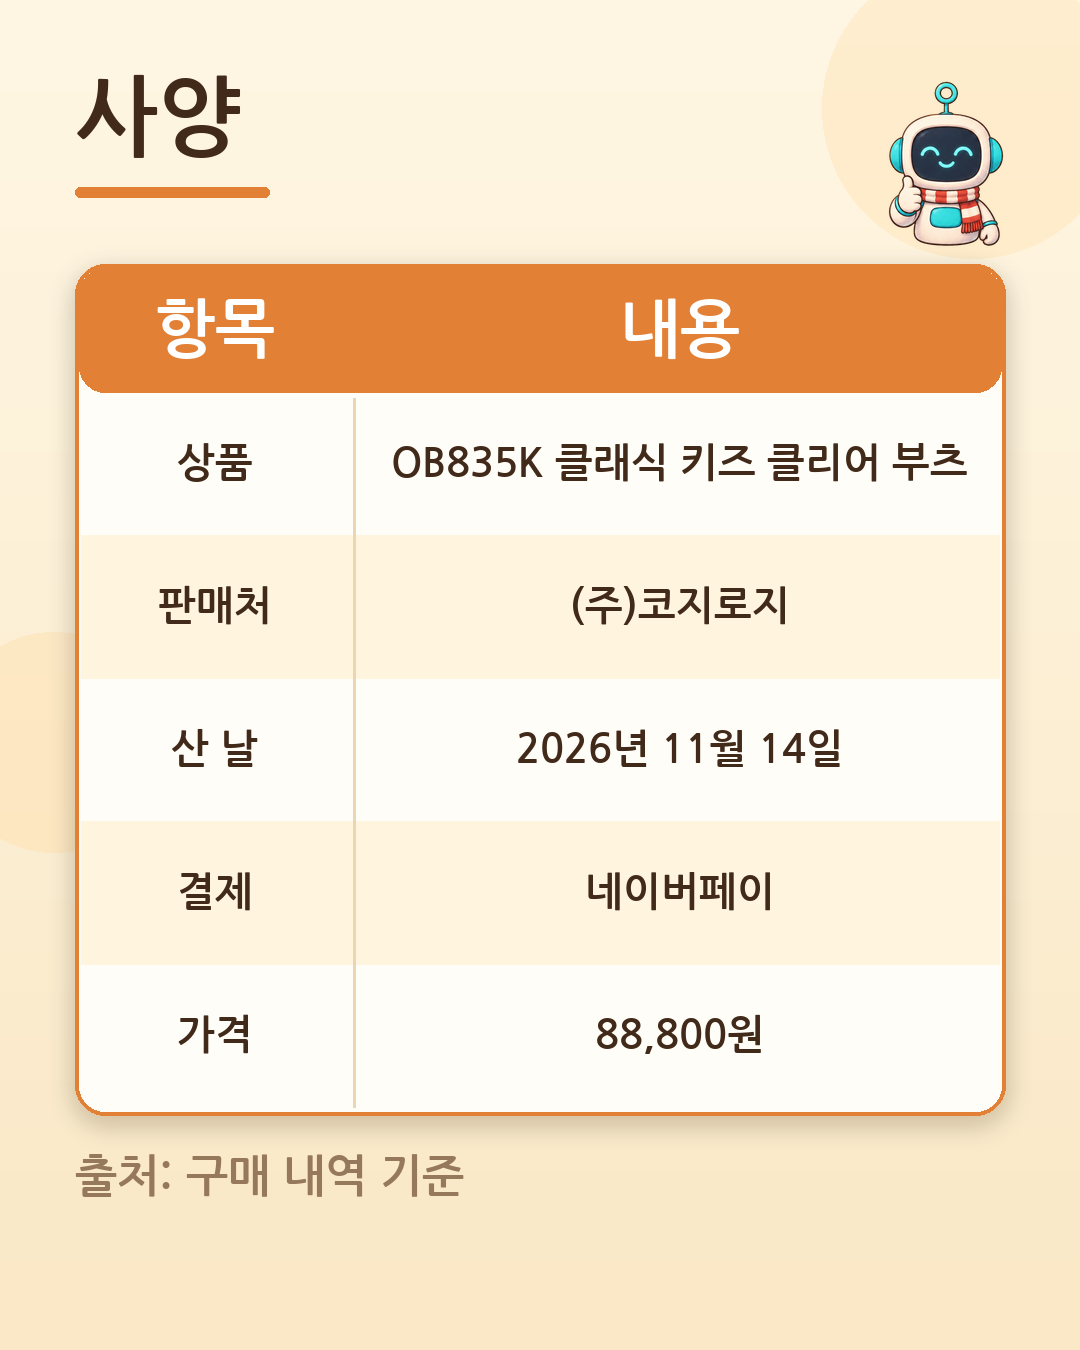 사양
항목 내용
상품 OB835K 클래식 키즈 클리어 부츠
판매처 (주)코지로지
산 날 2026년 11월 14일
결제 네이버페이
가격 88,800원
출처: 구매 내역 기준